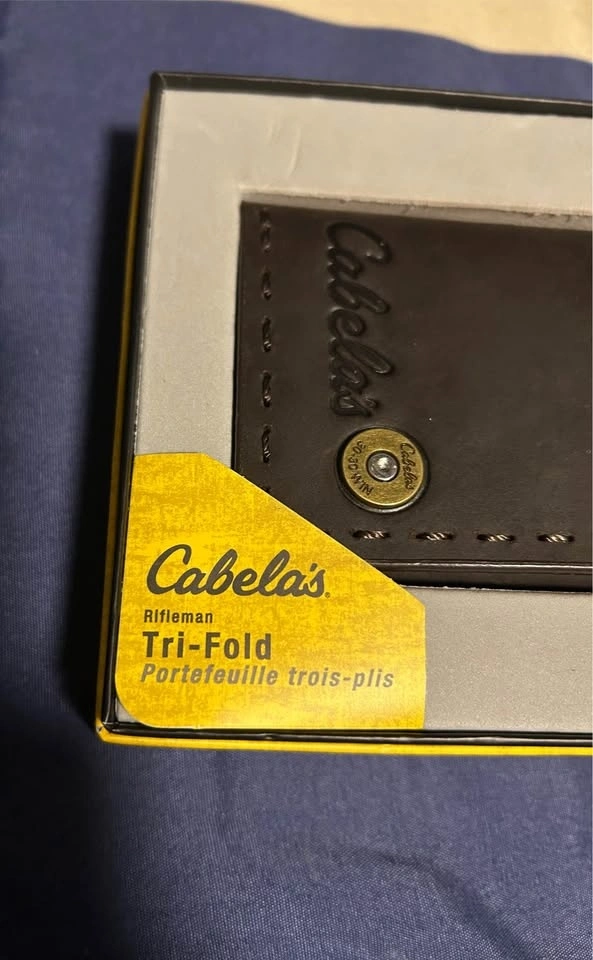 Cabela's
Cabela's
30-30 WIN
Cabela's®
Rifleman
Tri-Fold
Portefeuille trois-plis